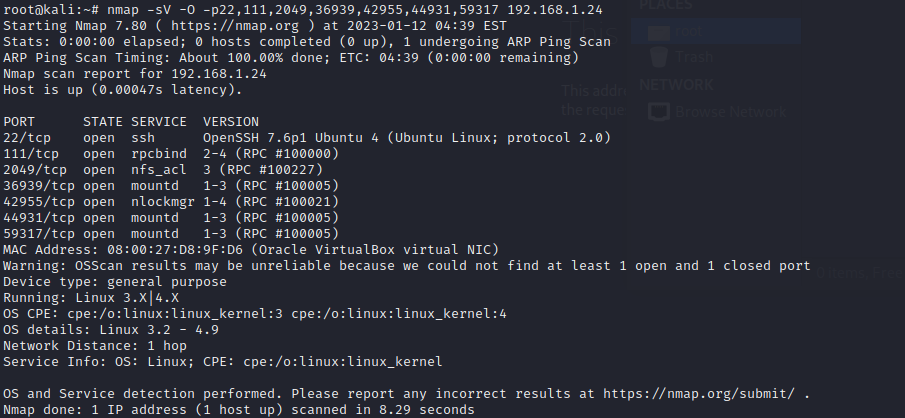 root@kali:~# nmap -sV -O -p22,111,2049,36939,42955,44931,59317 192.168.1.24
Starting Nmap 7.80 ( https://nmap.org ) at 2023-01-12 04:39 EST
Stats: 0:00:00 elapsed; 0 hosts completed (0 up), 1 undergoing ARP Ping Scan
ARP Ping Scan Timing: About 100.00% done; ETC: 04:39 (0:00:00 remaining)
Nmap scan report for 192.168.1.24
Host is up (0.00047s latency).
PORT      STATE SERVICE  VERSION
22/tcp    open  ssh      OpenSSH 7.6p1 Ubuntu 4 (Ubuntu Linux; protocol 2.0)
111/tcp   open  rpcbind  2-4 (RPC #100000)
2049/tcp  open  nfs_acl  3 (RPC #100227)
36939/tcp open  mountd   1-3 (RPC #100005)
42955/tcp open  nlockmgr 1-4 (RPC #100021)
44931/tcp open  mountd   1-3 (RPC #100005)
59317/tcp open  mountd   1-3 (RPC #100005)
MAC Address: 08:00:27:D8:9F:D6 (Oracle VirtualBox virtual NIC)
Warning: OSScan results may be unreliable because we could not find at least 1 open and 1 closed port
Device type: general purpose
Running: Linux 3.X|4.X
OS CPE: cpe:/o:linux:linux_kernel:3 cpe:/o:linux:linux_kernel:4
OS details: Linux 3.2 - 4.9
Network Distance: 1 hop
Service Info: OS: Linux; CPE: cpe:/o:linux:linux_kernel
OS and Service detection performed. Please report any incorrect results at https://nmap.org/submit/ .
Nmap done: 1 IP address (1 host up) scanned in 8.29 seconds
PLACES
Trash
NETWORK
Browse Network
This addre
the reque